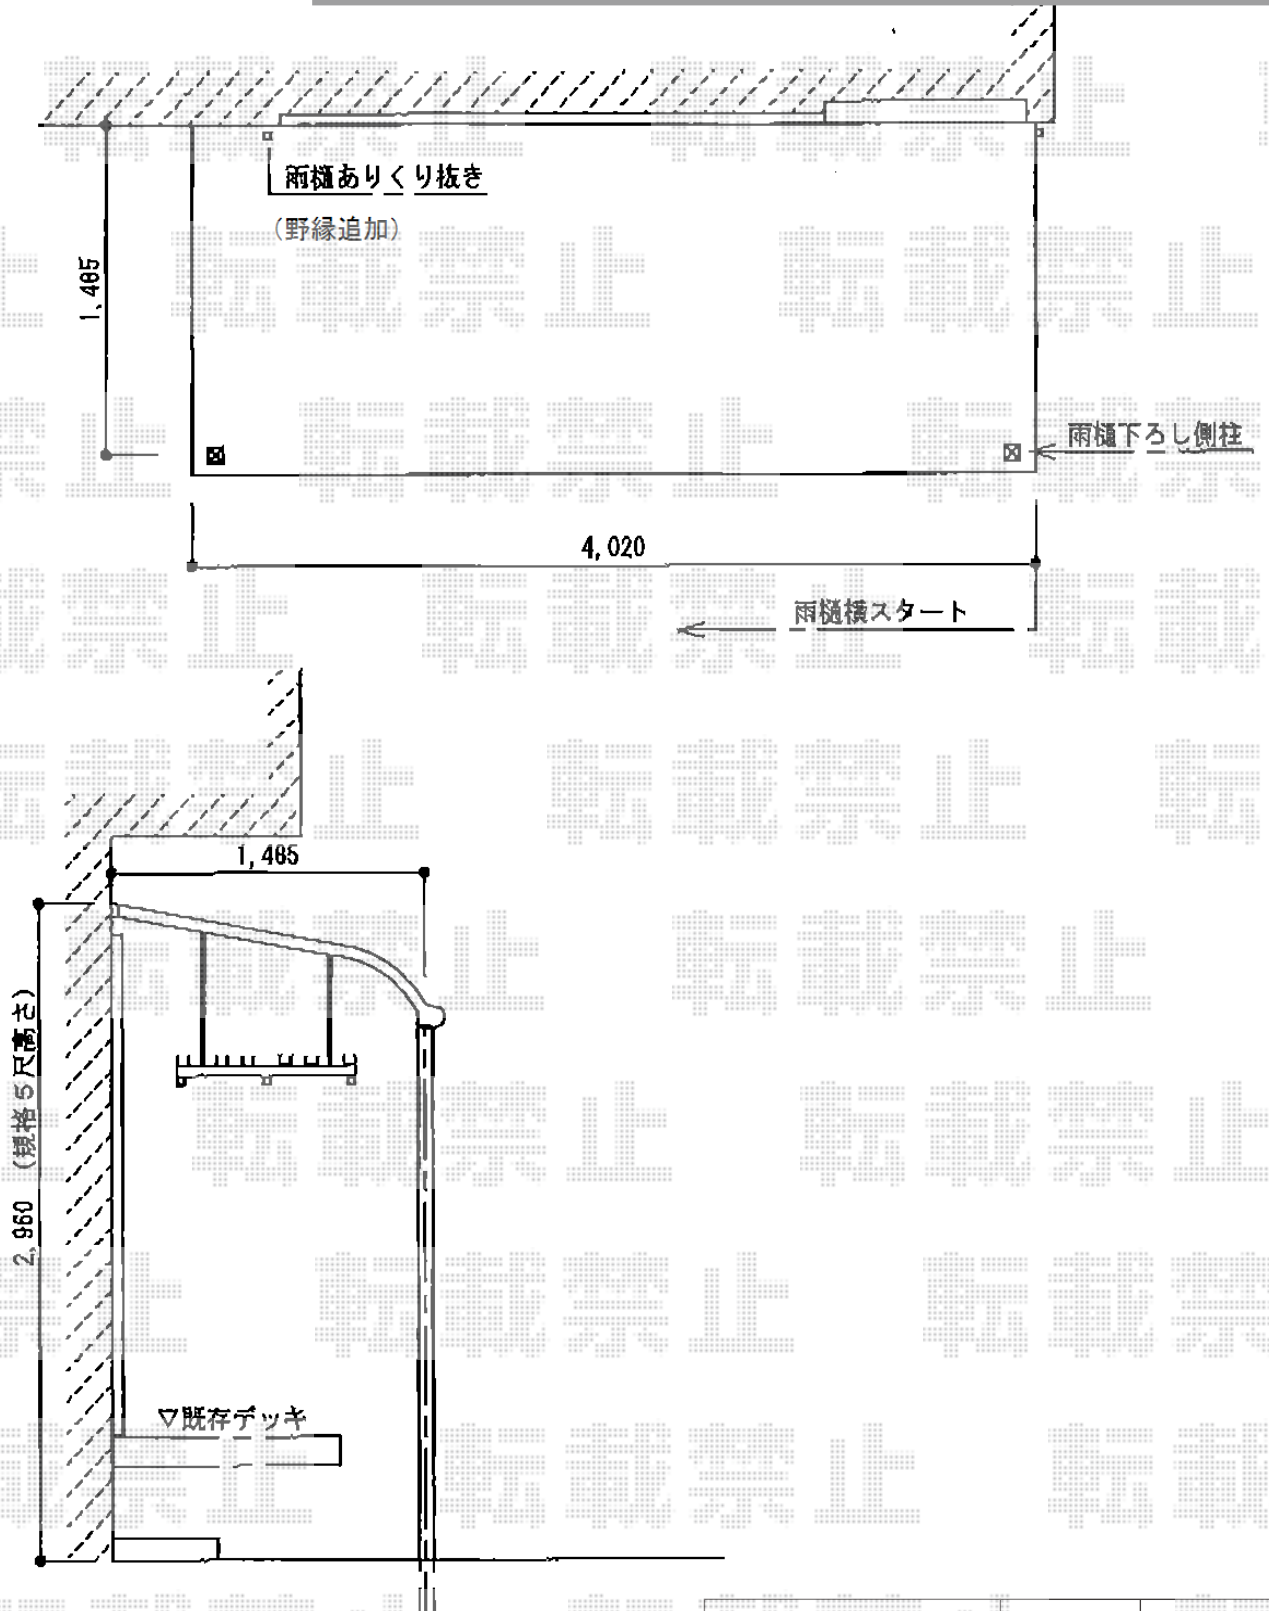 雨樋ありくり抜き
(野縁追加)
1,485
雨樋下ろし側柱
4,020
雨樋横スタート
1,485
2,960 (規格5尺高さ)
▽既存デッキ
転載禁止